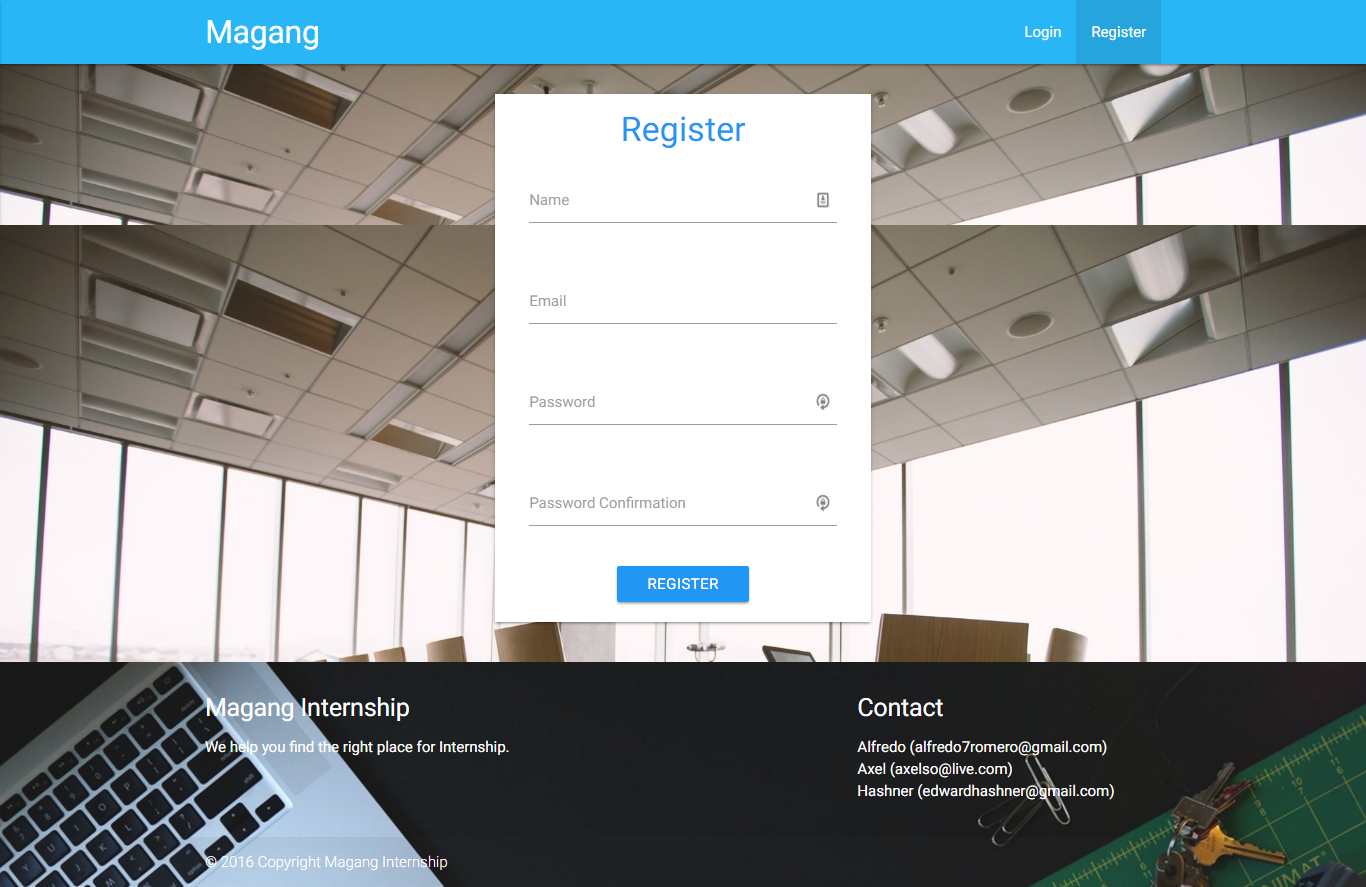 Magang
Login
Register
Register
Name
Email
Password
Password Confirmation
REGISTER
Magang Internship
We help you find the right place for Internship.
Contact
Alfredo (alfredo7romero@gmail.com)
Axel (axelso@live.com)
Hashner (edwardhashner@gmail.com)
© 2016 Copyright Magang Internship